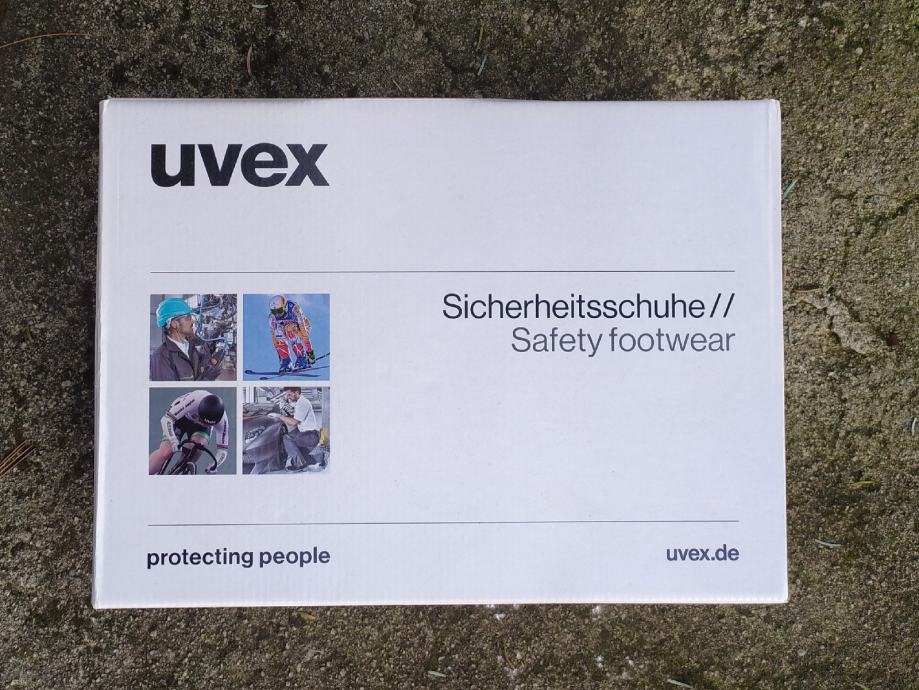 uvex
Sicherheitsschuhe//
Safety footwear
protecting people
uvex.de